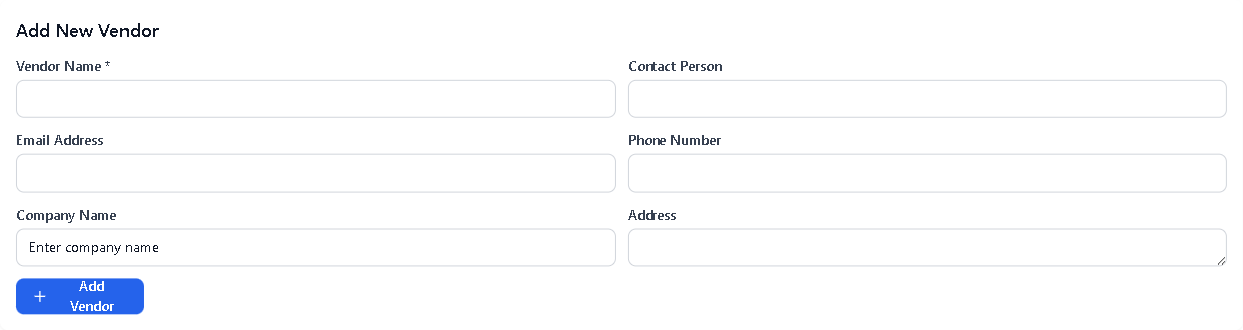 Add New Vendor
Vendor Name *
Contact Person
Email Address
Phone Number
Company Name
Address
Enter company name
Add
Vendor